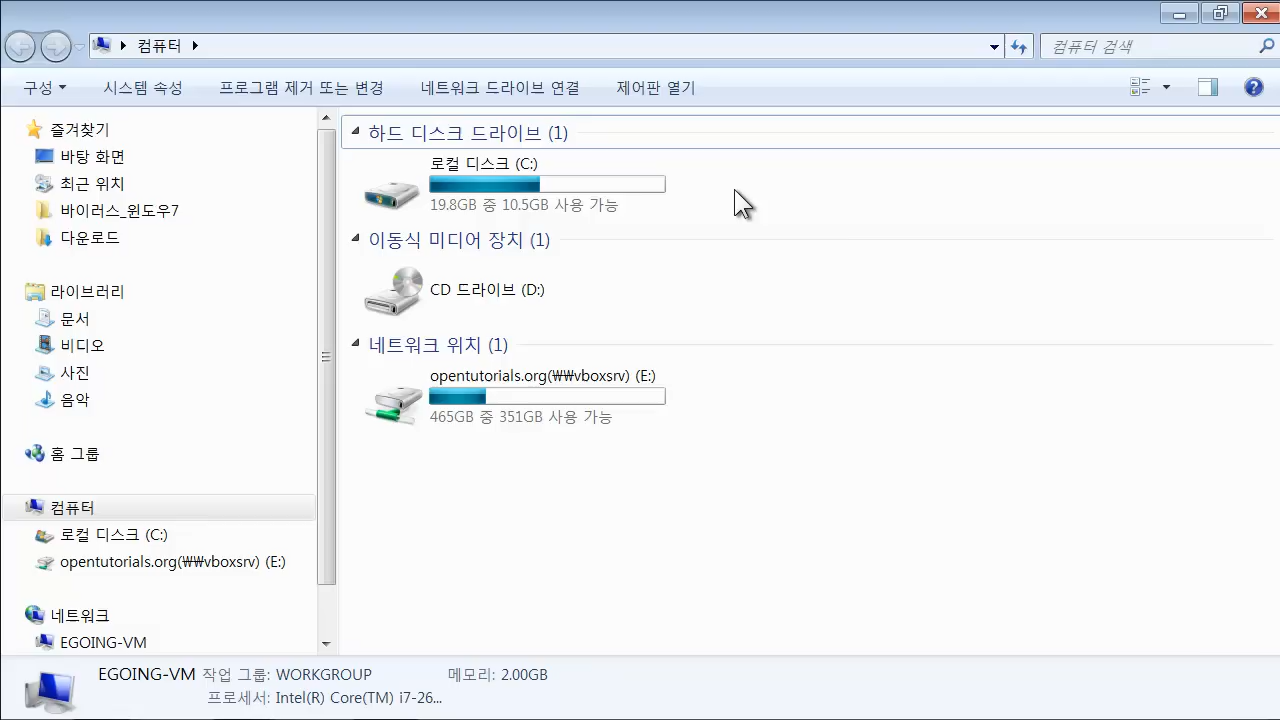 컴퓨터
컴퓨터 검색
구성 시스템 속성 프로그램 제거 또는 변경 네트워크 드라이브 연결 제어판 열기
즐겨찾기
바탕 화면
최근 위치
바이러스_윈도우7
다운로드
라이브러리
문서
비디오
사진
음악
홈 그룹
컴퓨터
로컬 디스크 (C:)
opentutorials.org(₩₩vboxsrv) (E:)
네트워크
EGOING-VM
하드 디스크 드라이브 (1)
로컬 디스크 (C:)
19.8GB 중 10.5GB 사용 가능
이동식 미디어 장치 (1)
CD 드라이브 (D:)
네트워크 위치 (1)
opentutorials.org(₩₩vboxsrv) (E:)
465GB 중 351GB 사용 가능
EGOING-VM 작업 그룹: WORKGROUP 메모리: 2.00GB
프로세서: Intel(R) Core(TM) i7-26...